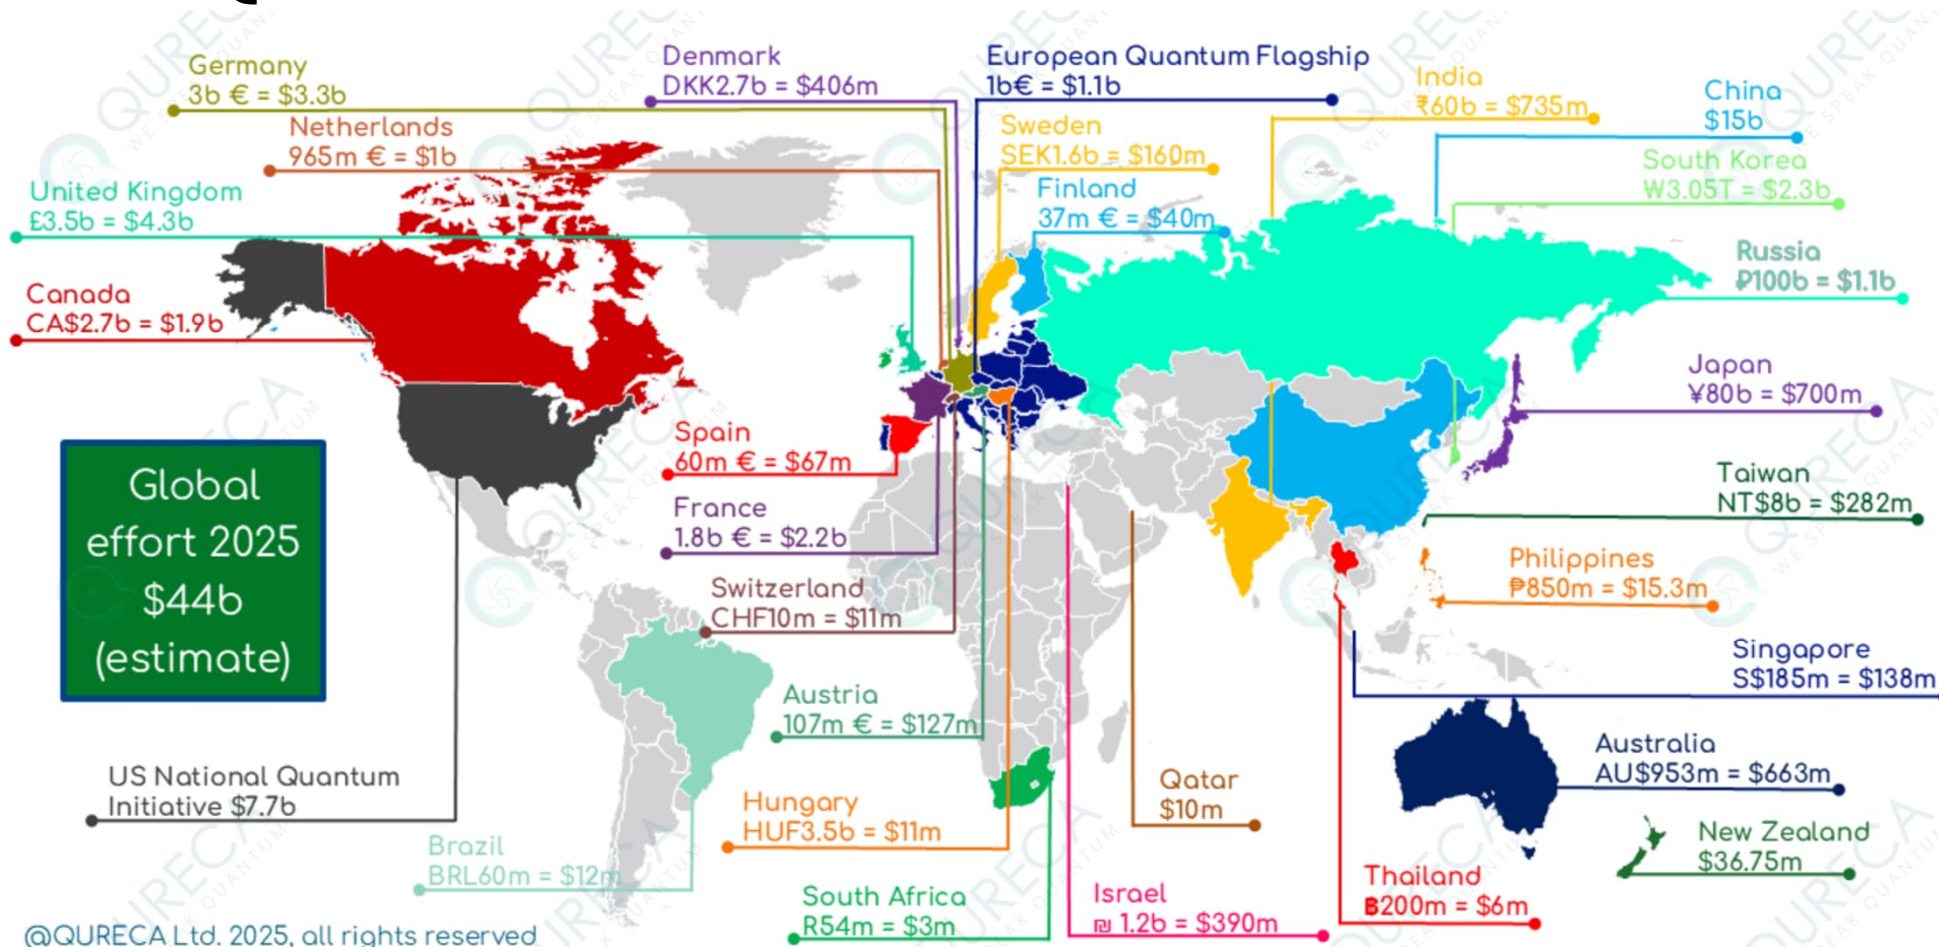 Germany
3b € = $3.3b
Denmark
DKK2.7b = $406m
European Quantum Flagship
1b€ = $1.1b
India
₹60b = $735m
China
$15b
Netherlands
965m € = $1b
Sweden
SEK1.6b = $160m
South Korea
₩3.05T = $2.3b
United Kingdom
£3.5b = $4.3b
Finland
37m € = $40m
Russia
₽100b = $1.1b
Canada
CA$2.7b = $1.9b
Japan
¥80b = $700m
Spain
60m € = $67m
Global
effort 2025
$44b
(estimate)
Taiwan
NT$8b = $282m
France
1.8b € = $2.2b
Philippines
₱850m = $15.3m
Switzerland
CHF10m = $11m
Singapore
S$185m = $138m
Austria
107m € = $127m
Australia
AU$953m = $663m
US National Quantum
Initiative $7.7b
Qatar
$10m
Hungary
HUF3.5b = $11m
New Zealand
$36.75m
Brazil
BRL60m = $12m
Thailand
฿200m = $6m
South Africa
R54m = $3m
Israel
₪ 1.2b = $390m
@QURECA Ltd. 2025, all rights reserved
QURECA
WE SPEAK QUANTUM